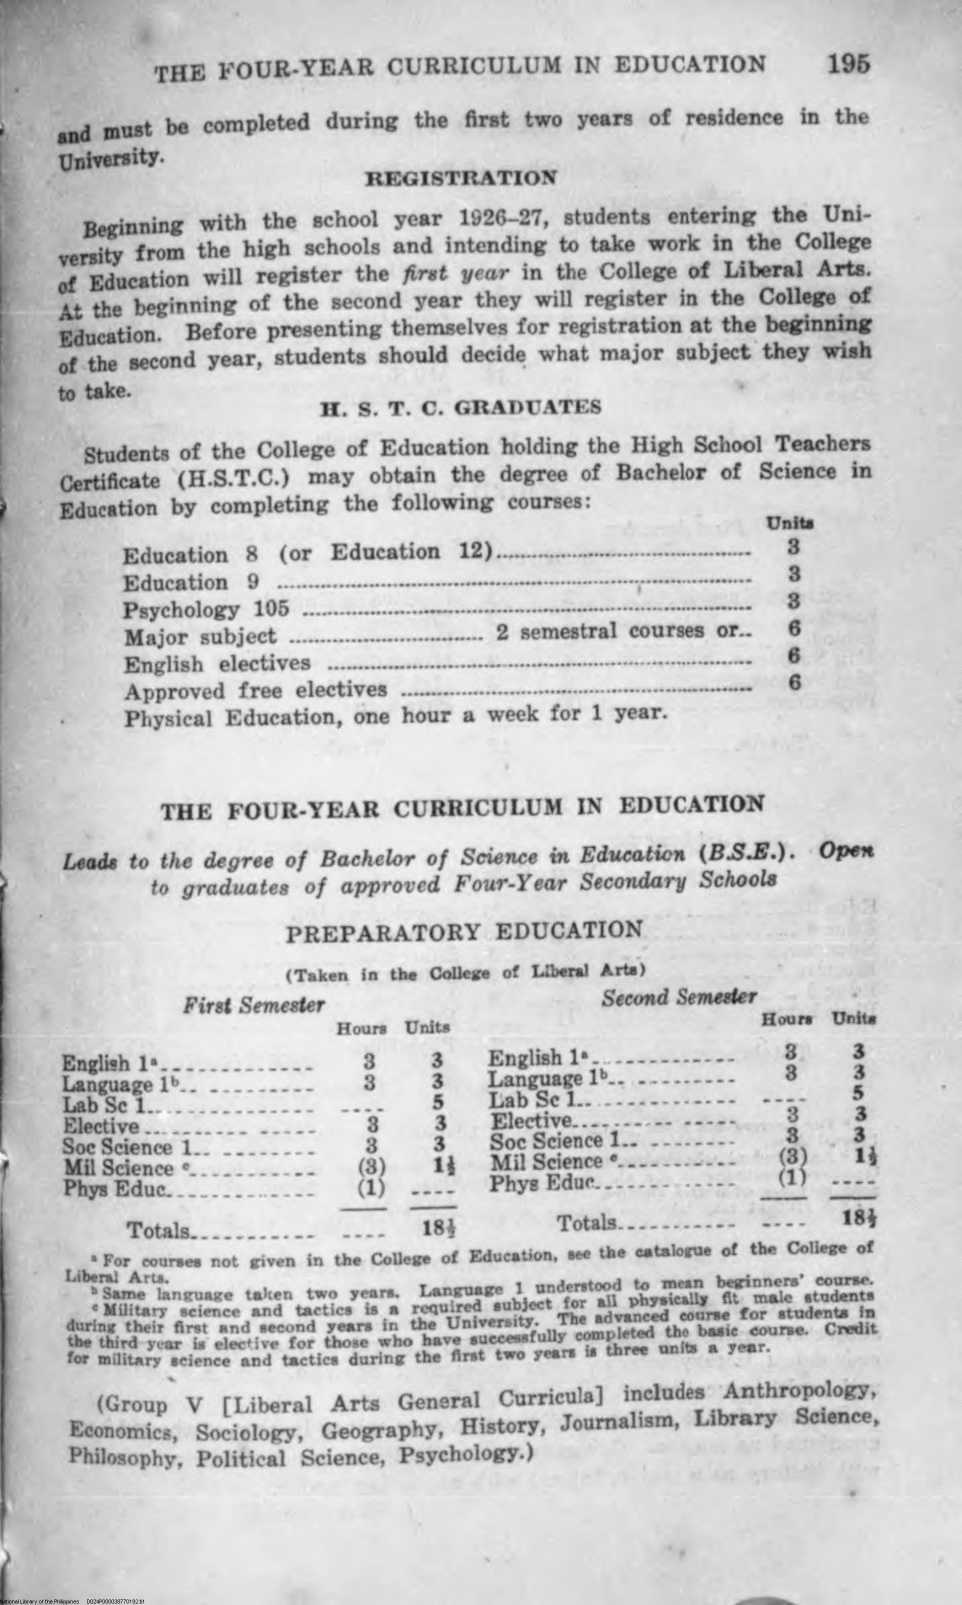 THE FOUR-YEAR CURRICULUM IN EDUCATION 195
and must be completed during the first two years of residence in the
University.
REGISTRATION
Beginning with the school year 1926–27, students entering the Uni-
versity from the high schools and intending to take work in the College
of Education will register the first year in the College of Liberal Arts.
At the beginning of the second year they will register in the College of
Education. Before presenting themselves for registration at the beginning
of the second year, students should decide what major subject they wish
to take.
H. S. T. C. GRADUATES
Students of the College of Education holding the High School Teachers
Certificate (H.S.T.C.) may obtain the degree of Bachelor of Science in
Education by completing the following courses:
Units
Education 8 (or Education 12)........ 3
Education 9 ........ 3
Psychology 105 ........ 3
Major subject ........ 2 semestral courses or.. 6
English electives ........ 6
Approved free electives ........ 6
Physical Education, one hour a week for 1 year.
THE FOUR-YEAR CURRICULUM IN EDUCATION
Leads to the degree of Bachelor of Science in Education (B.S.E.). Open
to graduates of approved Four-Year Secondary Schools
PREPARATORY EDUCATION
(Taken in the College of Liberal Arts)
First Semester
Hours Units
English 1ᵃ 3 3
Language 1ᵇ 3 3
Lab Sc 1 ---- 5
Elective 3 3
Soc Science 1 3 3
Mil Science ᶜ (3) 1½
Phys Educ (1) ----
Totals ---- 18½
Second Semester
Hours Units
English 1ᵃ 3 3
Language 1ᵇ 3 3
Lab Sc 1 ---- 5
Elective 3 3
Soc Science 1 3 3
Mil Science ᶜ (3) 1½
Phys Educ (1) ----
Totals ---- 18½
ᵃ For courses not given in the College of Education, see the catalogue of the College of
Liberal Arts.
ᵇ Same language taken two years. Language 1 understood to mean beginners' course.
ᶜ Military science and tactics is a required subject for all physically fit male students
during their first and second years in the University. The advanced course for students in
the third year is elective for those who have successfully completed the basic course. Credit
for military science and tactics during the first two years is three units a year.
(Group V [Liberal Arts General Curricula] includes Anthropology,
Economics, Sociology, Geography, History, Journalism, Library Science,
Philosophy, Political Science, Psychology.)
National Library of the Philippines